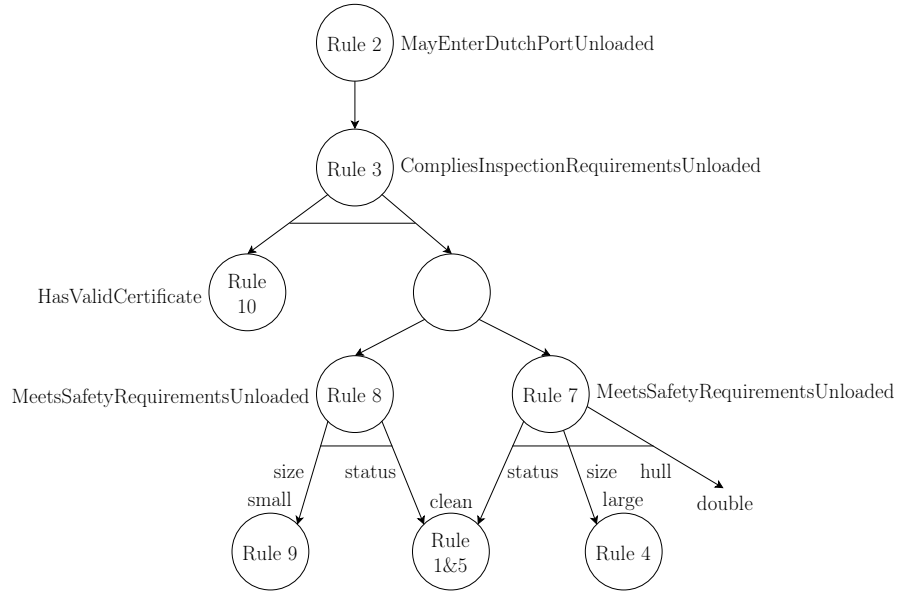 Rule 2
MayEnterDutchPortUnloaded
Rule 3
CompliesInspectionRequirementsUnloaded
HasValidCertificate
Rule
10
MeetsSafetyRequirementsUnloaded
Rule 8
Rule 7
MeetsSafetyRequirementsUnloaded
size
status
status
size
hull
small
clean
large
double
Rule 9
Rule
1&5
Rule 4